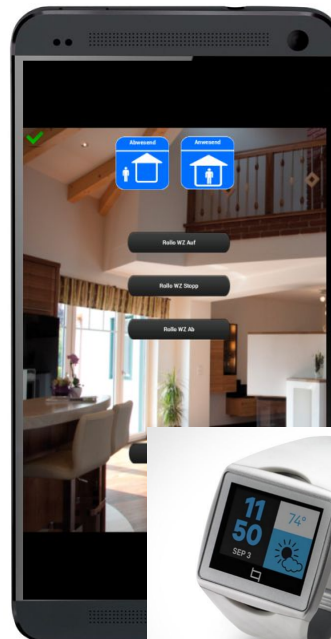 Abwesend
Anwesend
Rollo WZ Auf
Rollo WZ Stopp
Rollo WZ Ab
11
50
SEP 3
74°